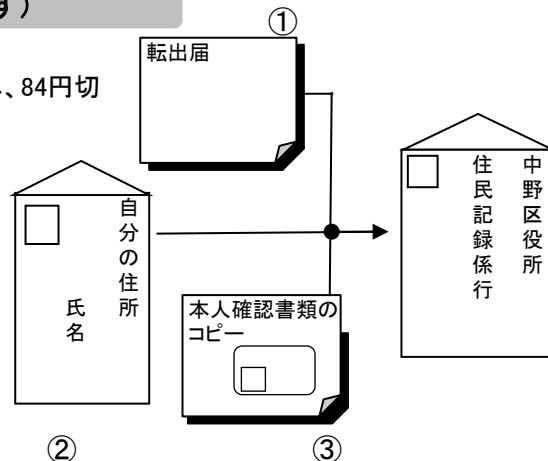 す）
①
転出届
、84円切
自分の住所
氏名
本人確認書類の
コピー
中野区役所
住民記録係行
②
③